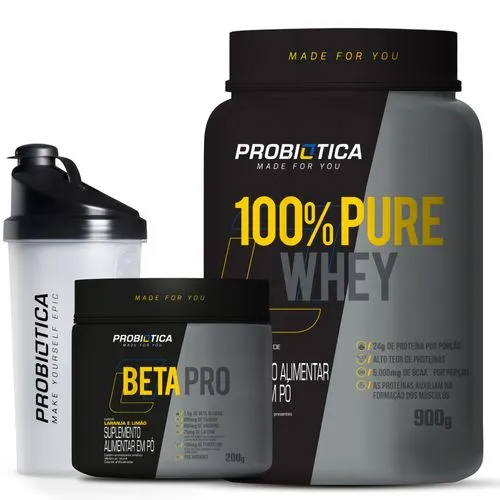 MADE FOR YOU
PROBIOTICA
MADE FOR YOU
100% PURE
WHEY
24g DE PROTEÍNA POR PORÇÃO
ALTO TEOR DE PROTEÍNAS
6.000mg DE BCAA POR PORÇÃO
AS PROTEÍNAS AUXILIAM NA
FORMAÇÃO DOS MÚSCULOS
ALIMENTAR
EM PÓ
900g
PROBIOTICA
MAKE YOURSELF EPIC
MADE FOR YOU
PROBIOTICA
MADE FOR YOU
BETA PRO
LARANJA E LIMÃO
SUPLEMENTO
ALIMENTAR EM PÓ
200g